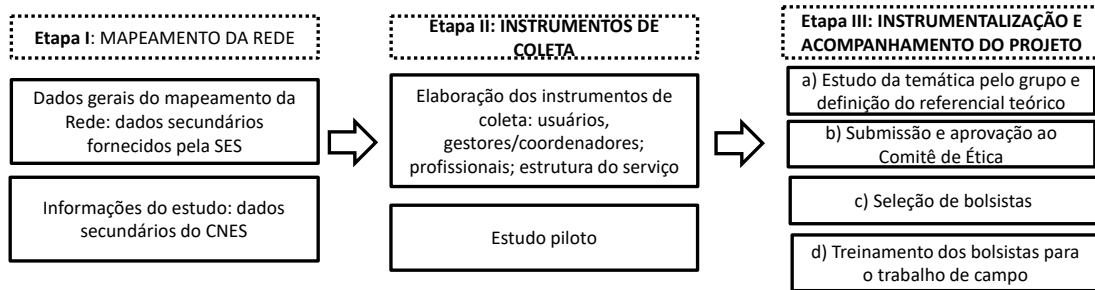 Etapa I: MAPEAMENTO DA REDE
Dados gerais do mapeamento da
Rede: dados secundários
fornecidos pela SES
Informações do estudo: dados
secundários do CNES
Etapa II: INSTRUMENTOS DE
COLETA
Elaboração dos instrumentos de
coleta: usuários,
gestores/coordenadores;
profissionais; estrutura do serviço
Estudo piloto
Etapa III: INSTRUMENTALIZAÇÃO E
ACOMPANHAMENTO DO PROJETO
a) Estudo da temática pelo grupo e
definição do referencial teórico
b) Submissão e aprovação ao
Comitê de Ética
c) Seleção de bolsistas
d) Treinamento dos bolsistas para
o trabalho de campo